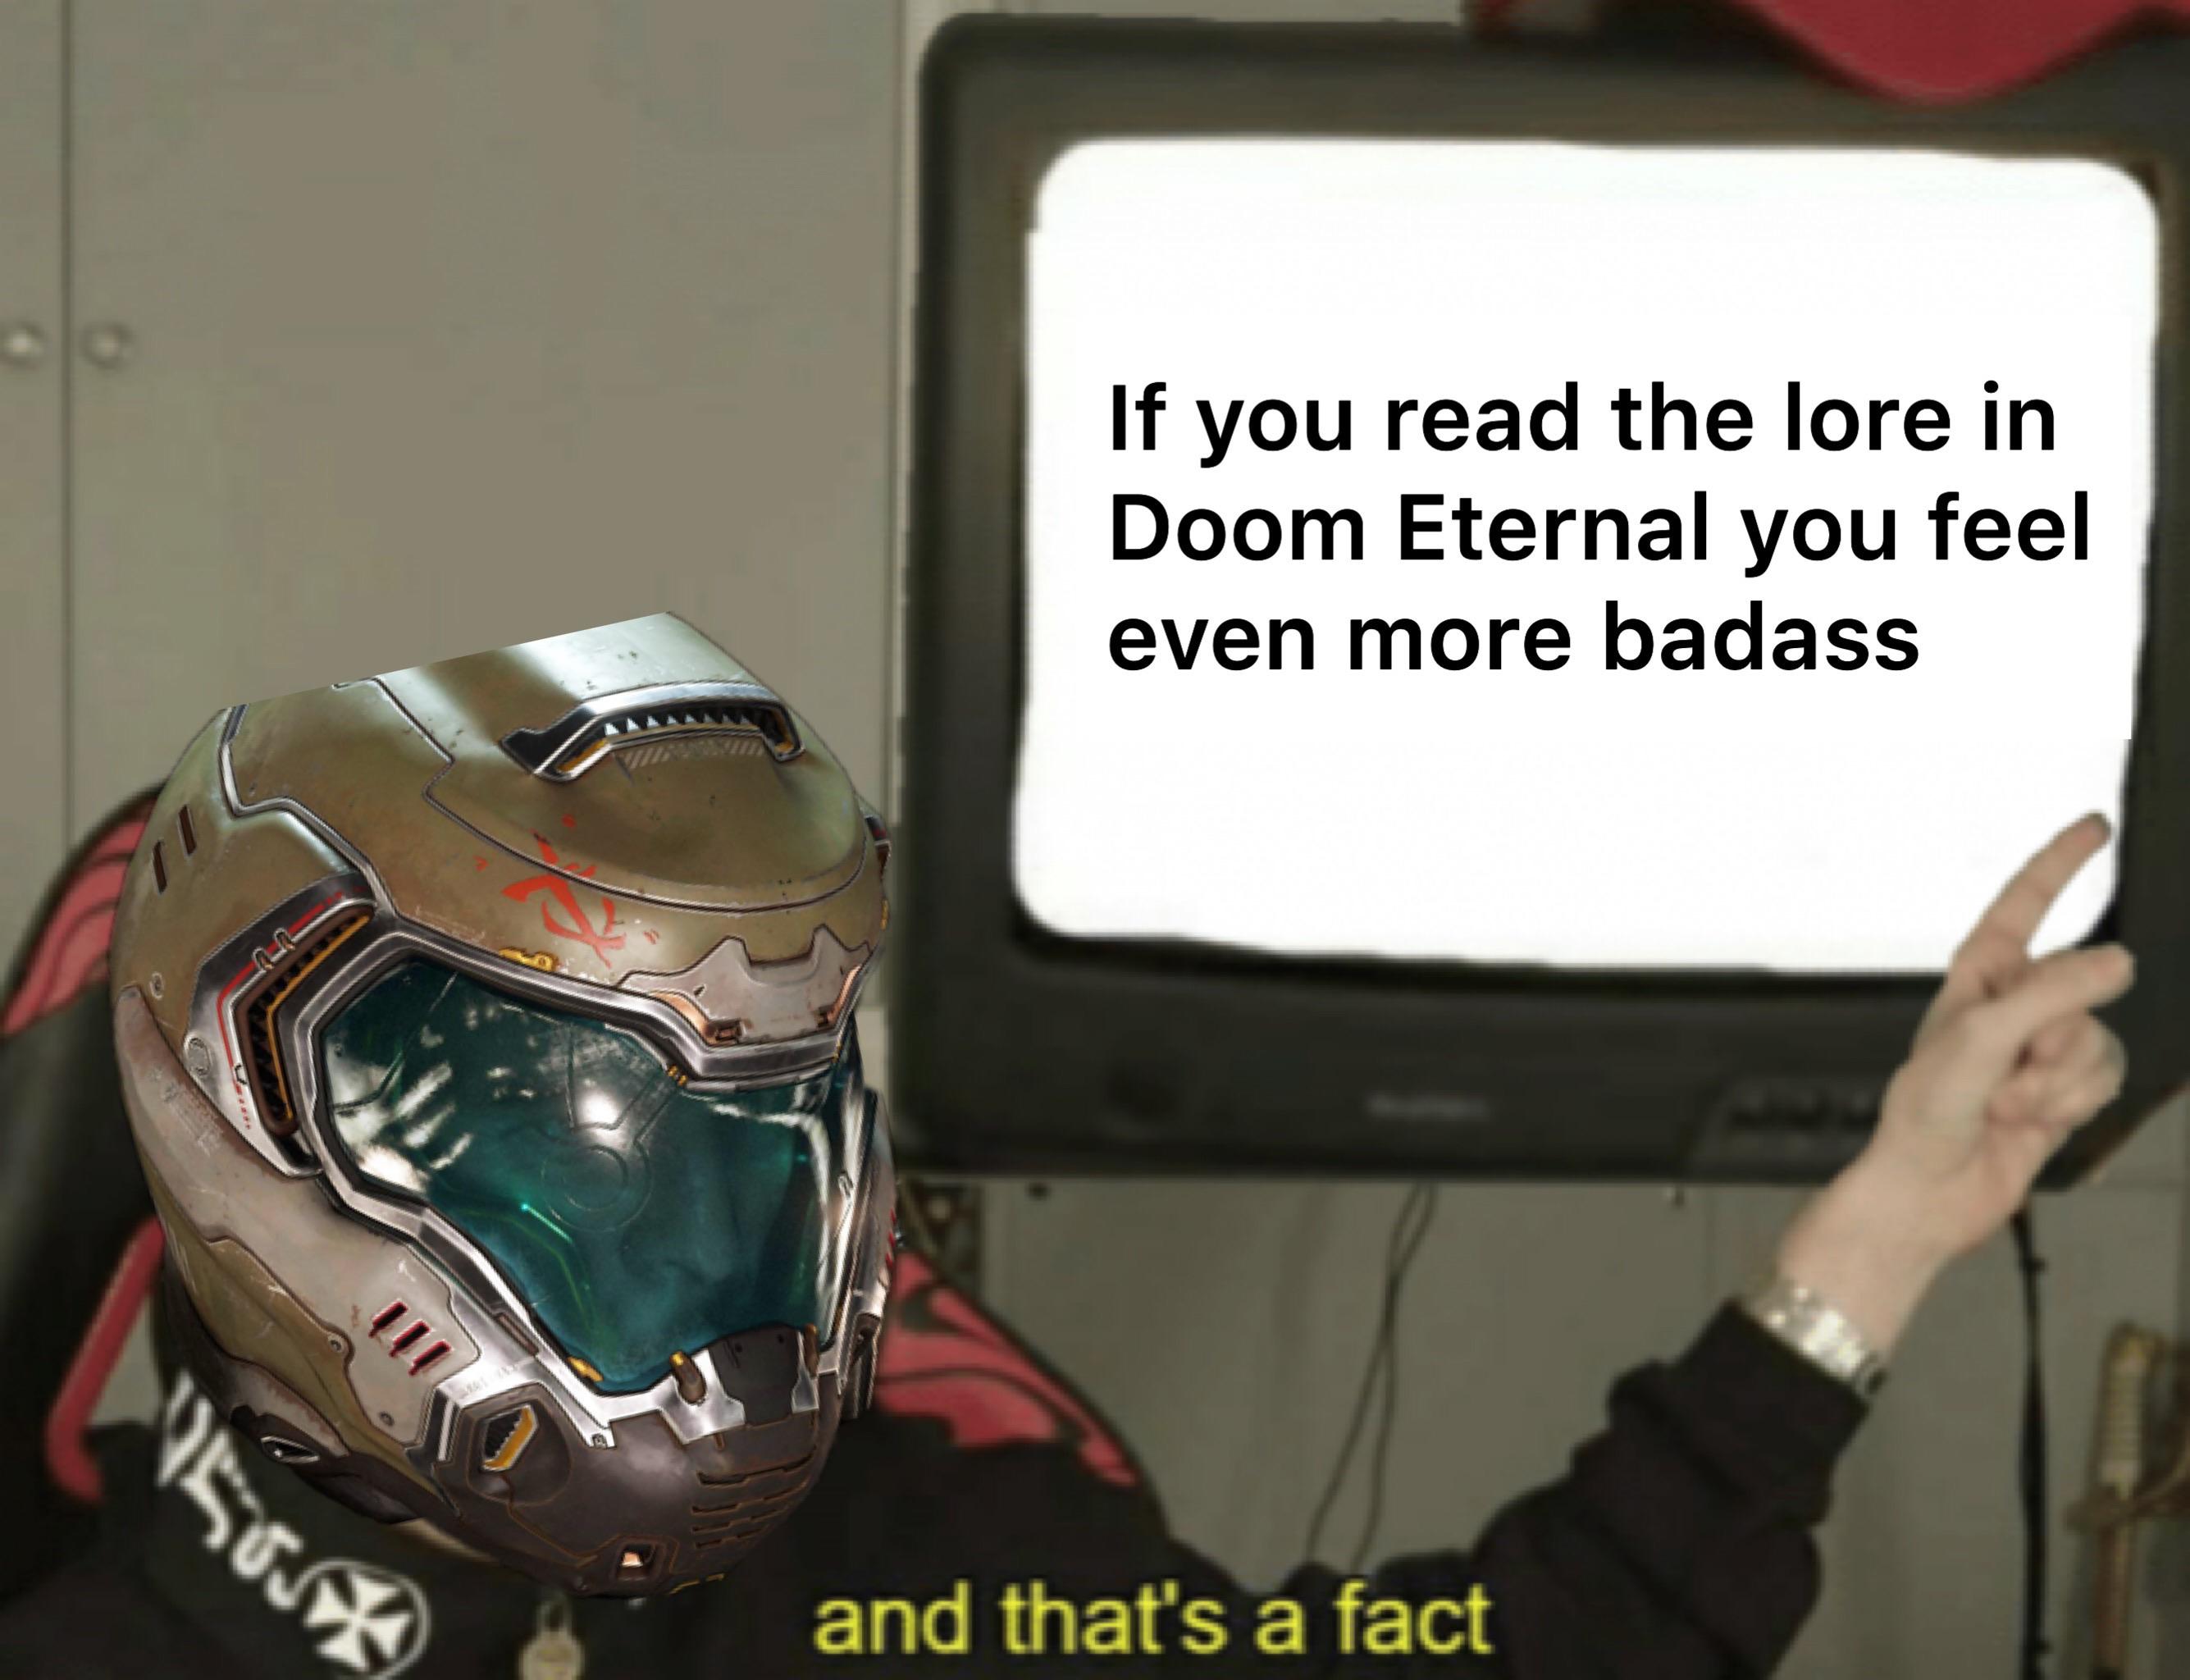 If you read the lore in
Doom Eternal you feel
even more badass
and that's a fact